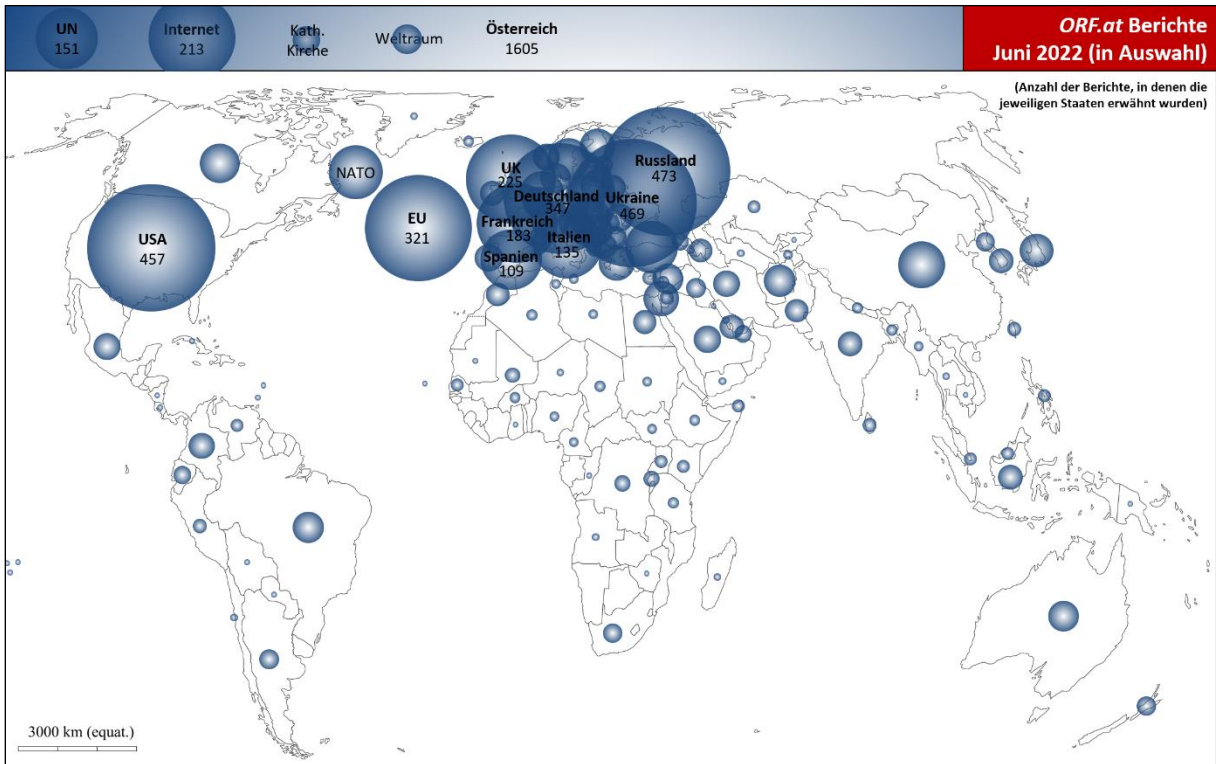 UN
151
Internet
213
Kath.
Kirche
Weltraum
Österreich
1605
ORF.at Berichte
Juni 2022 (in Auswahl)
(Anzahl der Berichte, in denen die
jeweiligen Staaten erwähnt wurden)
NATO
UK
225
Russland
473
Deutschland
347
Ukraine
469
EU
321
Frankreich
183
Italien
135
USA
457
Spanien
109
3000 km (equat.)